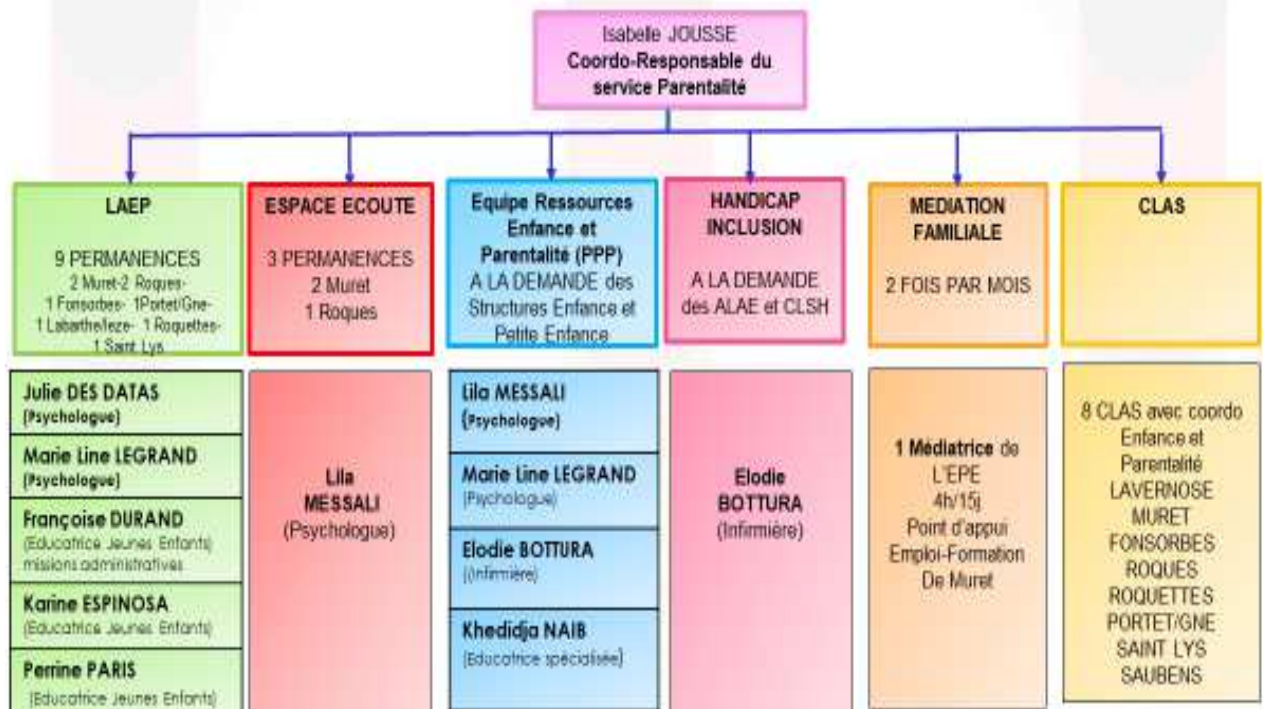 Isabelle JOUSSE
Coordo-Responsable du
service Parentalité
LAEP
9 PERMANENCES
2 Muret-2 Roques-
1 Fonsorbes- 1Portet/Gne-
1 Labarthe/leze- 1 Roquettes-
1 Saint Lys
Julie DES DATAS
(Psychologue)
Marie Line LEGRAND
(Psychologue)
Françoise DURAND
(Educatrice Jeunes Enfants)
missions administratives
Karine ESPINOSA
(Educatrice Jeunes Enfants)
Perrine PARIS
(Educatrice Jeunes Enfants)
ESPACE ECOUTE
3 PERMANENCES
2 Muret
1 Roques
Lila
MESSALI
(Psychologue)
Equipe Ressources
Enfance et
Parentalité (PPP)
A LA DEMANDE des
Structures Enfance et
Petite Enfance
Lila MESSALI
(Psychologue)
Marie Line LEGRAND
(Psychologue)
Elodie BOTTURA
((Infirmière)
Khedidja NAIB
(Educatrice spécialisée)
HANDICAP
INCLUSION
A LA DEMANDE
des ALAE et CLSH
Elodie
BOTTURA
(Infirmière)
MEDIATION
FAMILIALE
2 FOIS PAR MOIS
1 Médiatrice de
L'EPE
4h/15j
Point d'appui
Emploi-Formation
De Muret
CLAS
8 CLAS avec coordo
Enfance et
Parentalité
LAVERNOSE
MURET
FONSORBES
ROQUES
ROQUETTES
PORTET/GNE
SAINT LYS
SAUBENS